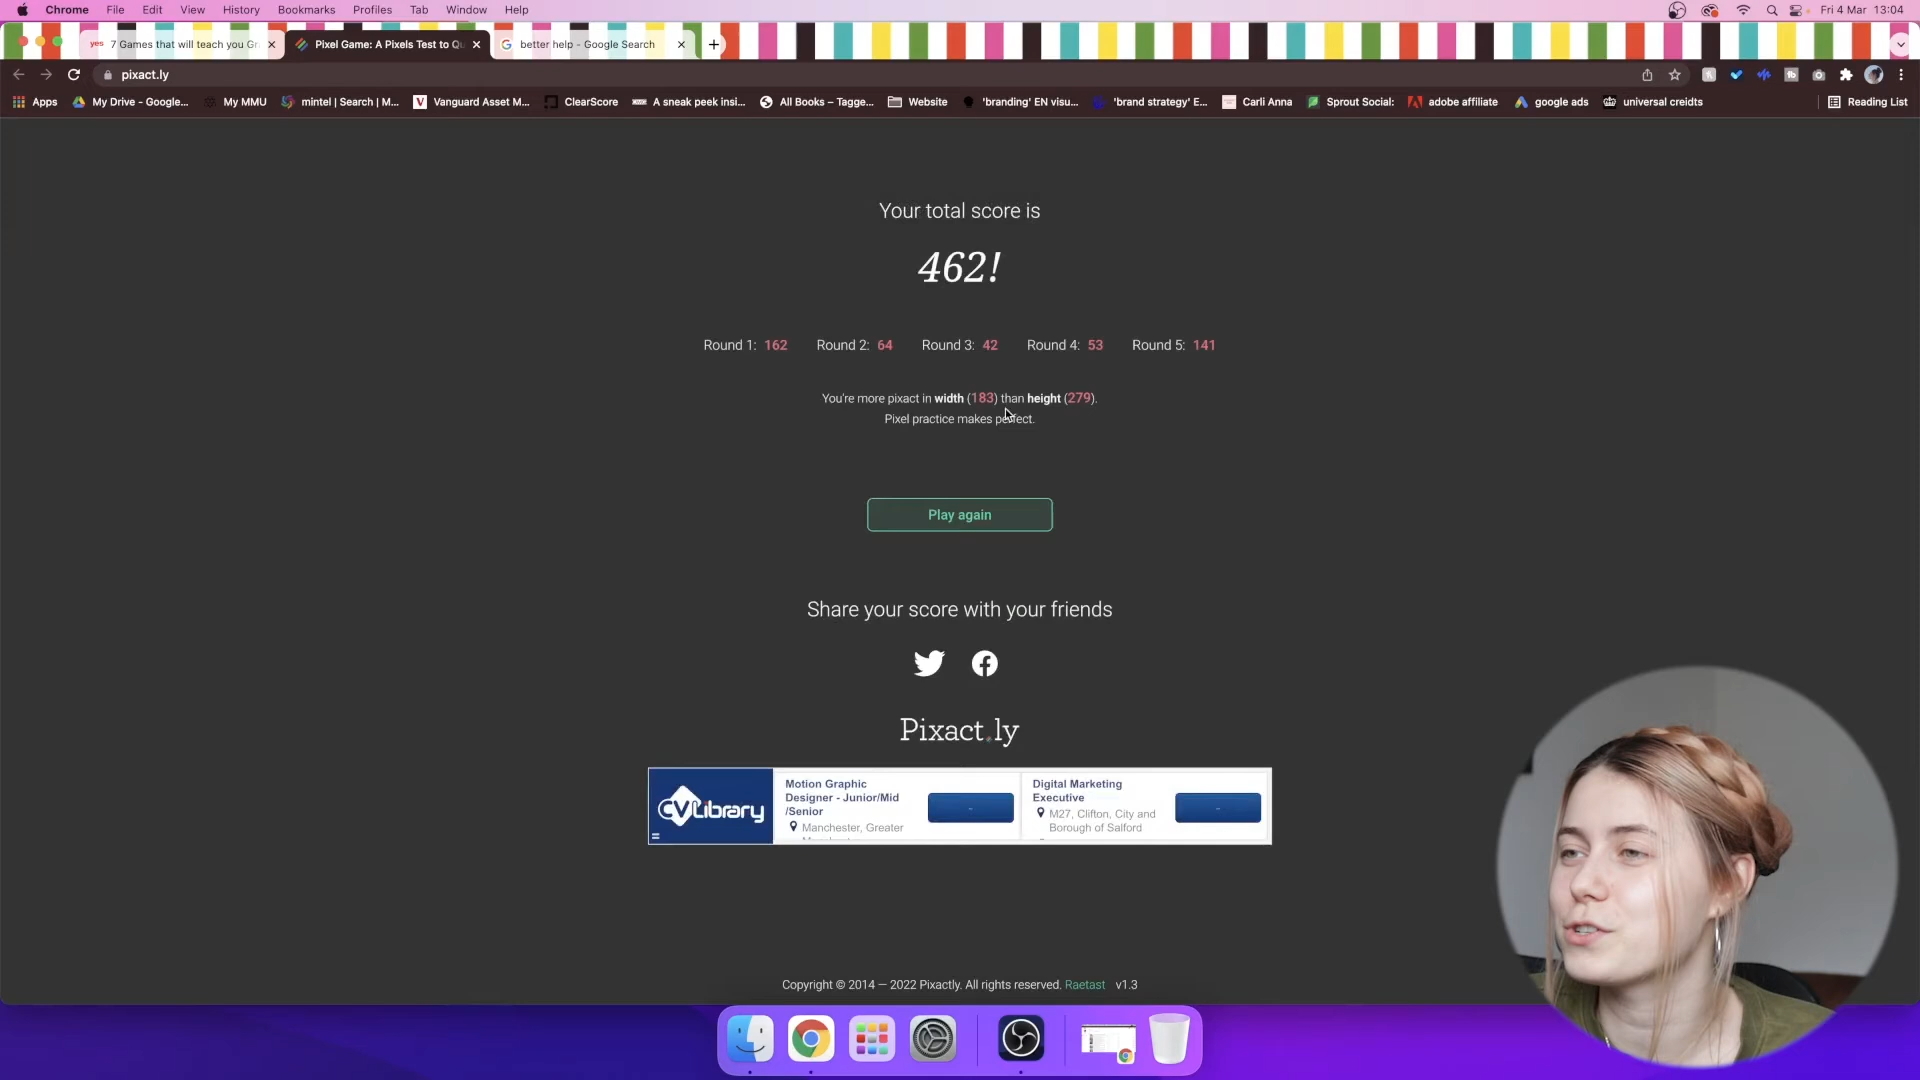 Chrome File Edit View History Bookmarks Profiles Tab Window Help Fri 4 Mar 13:04
yes 7 Games that will teach you Gr Pixel Game: A Pixels Test to Qu better help - Google Search
pixact.ly
Apps My Drive - Google... My MMU mintel | Search | M... Vanguard Asset M... ClearScore A sneak peek insi... All Books – Tagge... Website 'branding' EN visu... 'brand strategy' E... Carli Anna Sprout Social: adobe affiliate google ads universal creidts Reading List
Your total score is
462!
Round 1: 162 Round 2: 64 Round 3: 42 Round 4: 53 Round 5: 141
You're more pixact in width (183) than height (279).
Pixel practice makes perfect.
Play again
Share your score with your friends
Pixact.ly
CVLibrary
Motion Graphic
Designer - Junior/Mid
/Senior
Manchester, Greater
Digital Marketing
Executive
M27, Clifton, City and
Borough of Salford
Copyright © 2014 — 2022 Pixactly. All rights reserved. Raetast v1.3